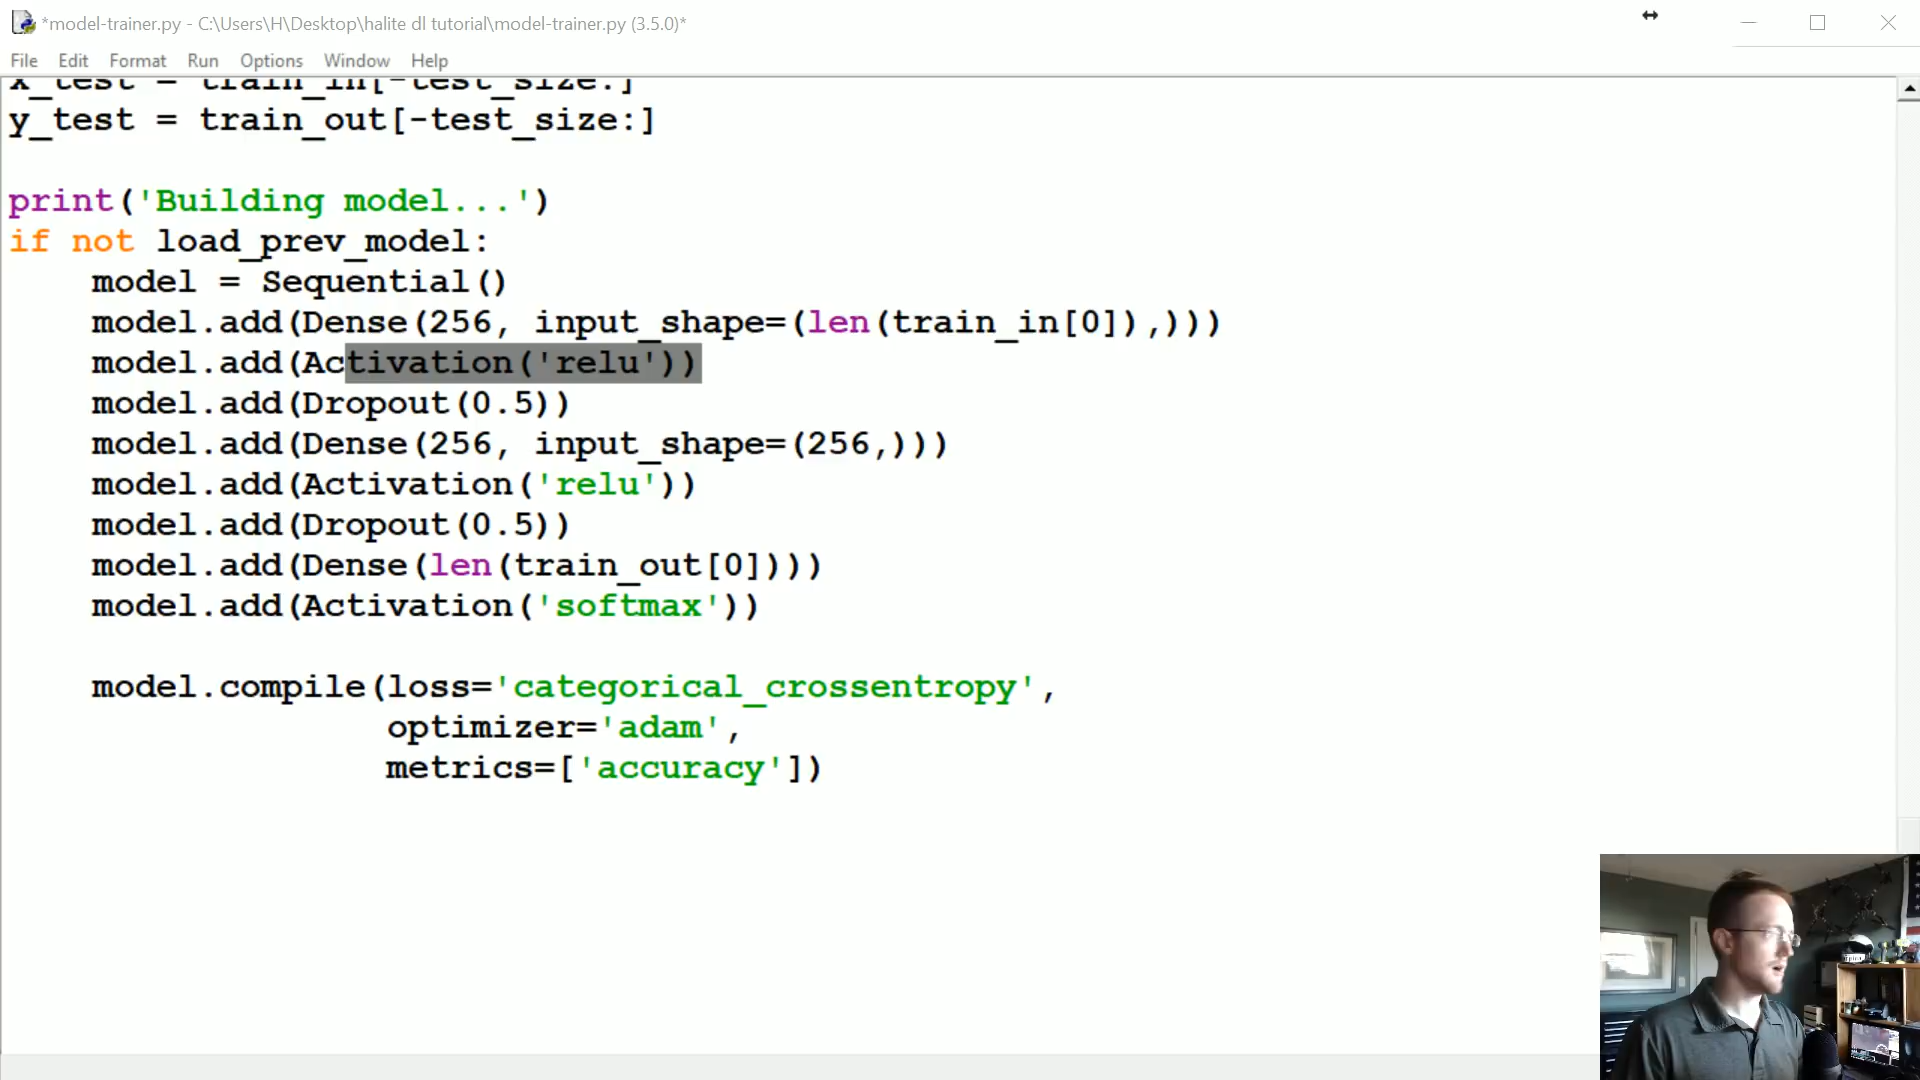 *model-trainer.py - C:\Users\H\Desktop\halite dl tutorial\model-trainer.py (3.5.0)*
File Edit Format Run Options Window Help
x_test = train_in[-test_size:]
y_test = train_out[-test_size:]
print('Building model...')
if not load_prev_model:
    model = Sequential()
    model.add(Dense(256, input_shape=(len(train_in[0]),)))
    model.add(Activation('relu'))
    model.add(Dropout(0.5))
    model.add(Dense(256, input_shape=(256,)))
    model.add(Activation('relu'))
    model.add(Dropout(0.5))
    model.add(Dense(len(train_out[0])))
    model.add(Activation('softmax'))
    model.compile(loss='categorical_crossentropy',
                  optimizer='adam',
                  metrics=['accuracy'])